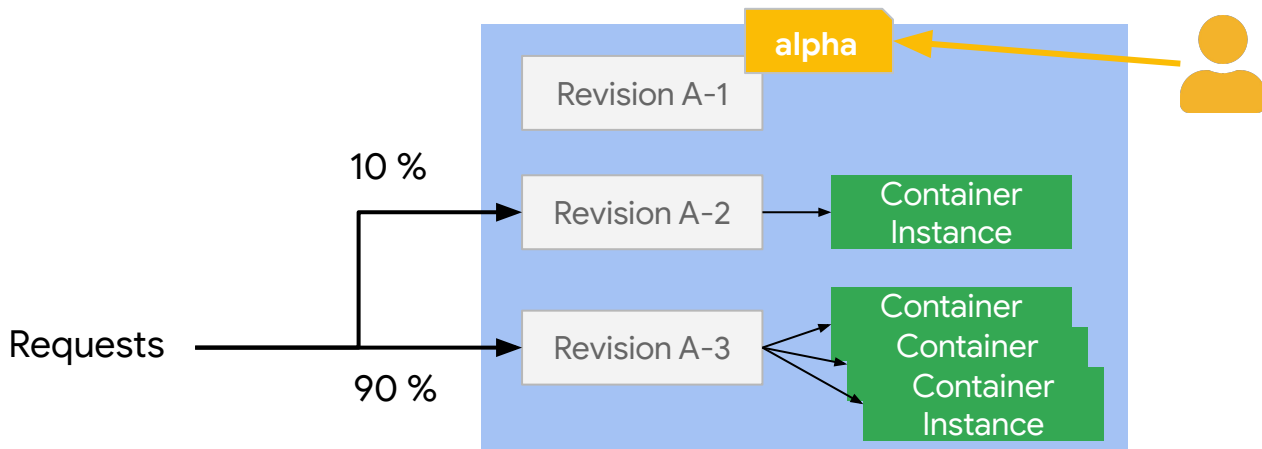 alpha
Revision A-1
10 %
Revision A-2
Container
Instance
Requests
90 %
Revision A-3
Container
Container
Container
Instance